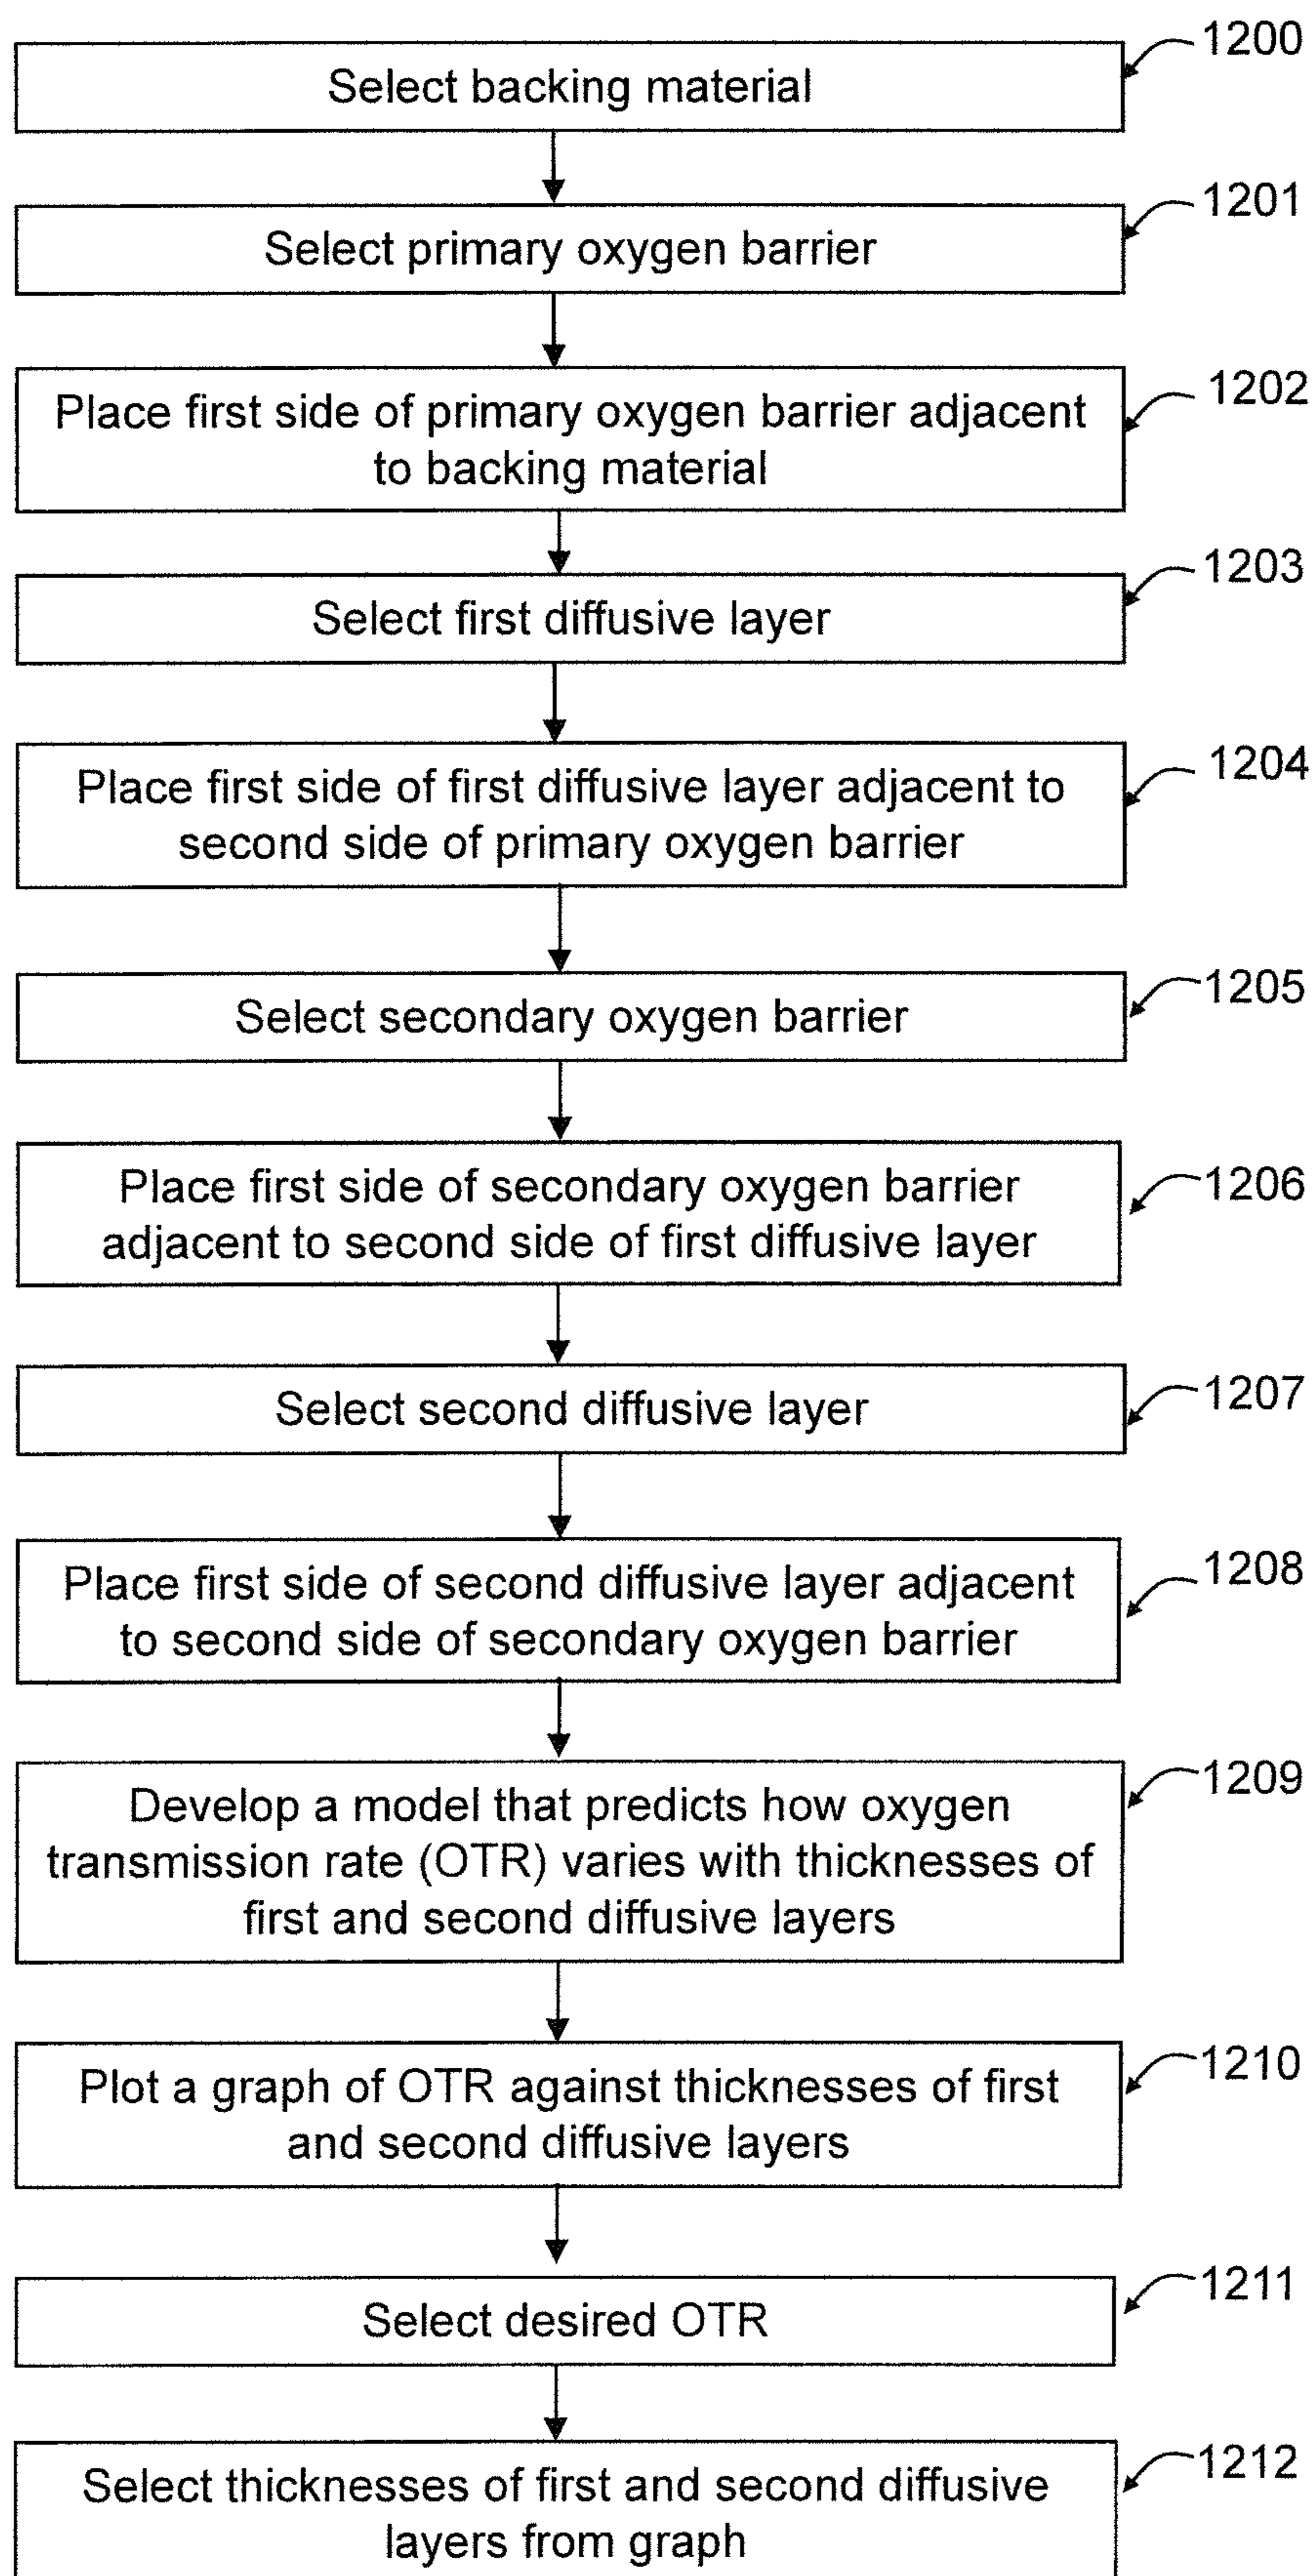 1200
Select backing material
1201
Select primary oxygen barrier
1202
Place first side of primary oxygen barrier adjacent
to backing material
1203
Select first diffusive layer
1204
Place first side of first diffusive layer adjacent to
second side of primary oxygen barrier
1205
Select secondary oxygen barrier
1206
Place first side of secondary oxygen barrier
adjacent to second side of first diffusive layer
1207
Select second diffusive layer
1208
Place first side of second diffusive layer adjacent
to second side of secondary oxygen barrier
1209
Develop a model that predicts how oxygen
transmission rate (OTR) varies with thicknesses of
first and second diffusive layers
1210
Plot a graph of OTR against thicknesses of first
and second diffusive layers
1211
Select desired OTR
1212
Select thicknesses of first and second diffusive
layers from graph